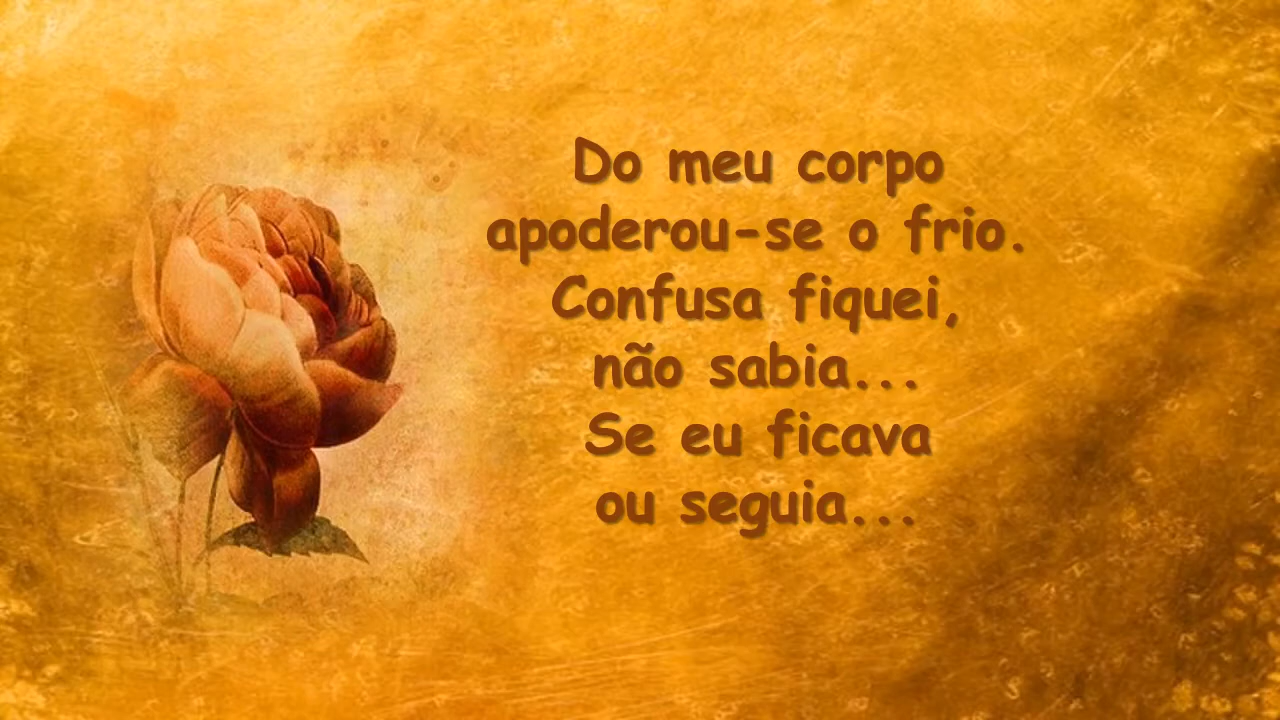 Do meu corpo
apoderou-se o frio.
Confusa fiquei,
não sabia...
Se eu ficava
ou seguia...